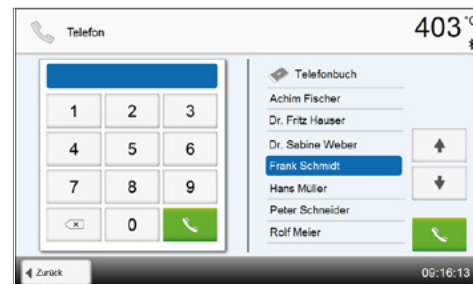 Telefon
403 °C
1 2 3
4 5 6
7 8 9
0
Telefonbuch
Achim Fischer
Dr. Fritz Hauser
Dr. Sabine Weber
Frank Schmidt
Hans Müller
Peter Schneider
Rolf Meier
Zurück
09:16:13